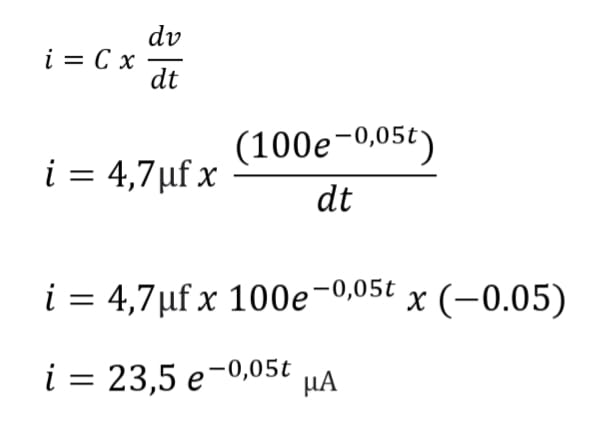 i = C x dv/dt
i = 4,7μf x (100e^−0,05t)/dt
i = 4,7μf x 100e^−0,05t x (−0.05)
i = 23,5 e^−0,05t μA